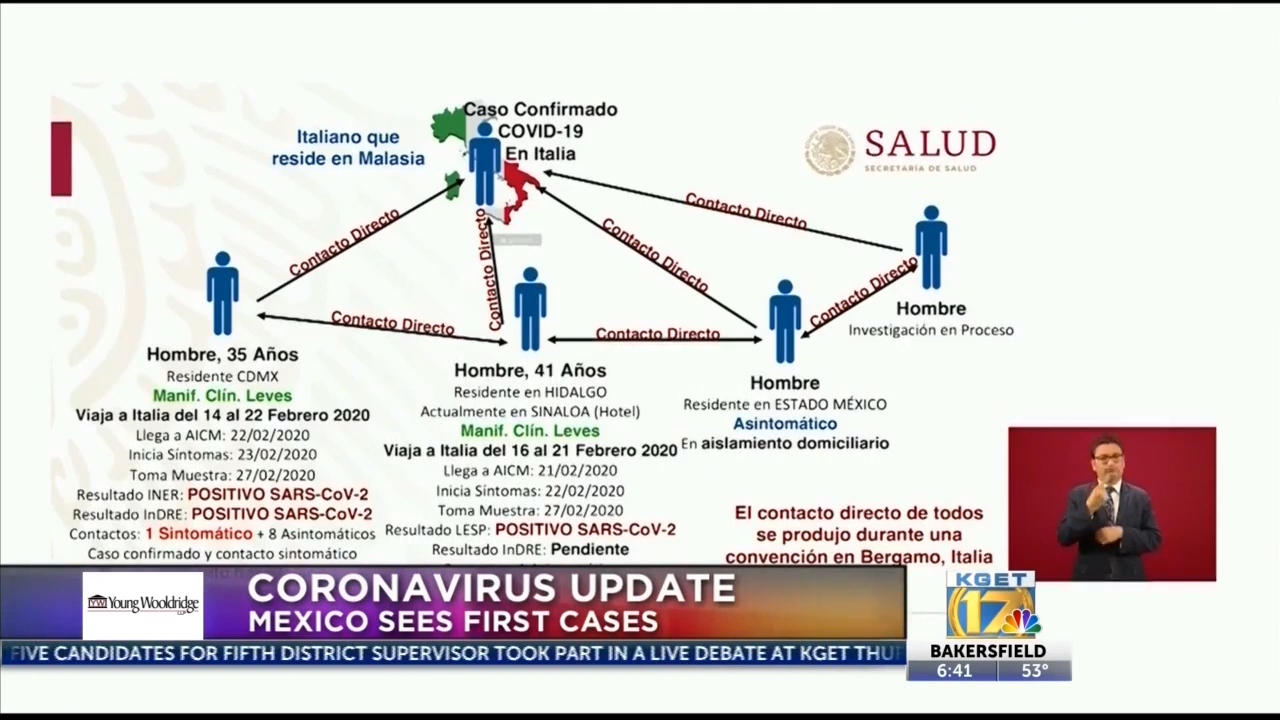 Caso Confirmado
COVID-19
En Italia
Italiano que
reside en Malasia
SALUD
SECRETARÍA DE SALUD
Contacto Directo
Contacto Directo
Contacto Directo
Contacto Directo
Contacto Directo
Contacto Directo
Contacto Directo
Hombre
Investigación en Proceso
Hombre, 35 Años
Residente CDMX
Manif. Clín. Leves
Viaja a Italia del 14 al 22 Febrero 2020
Llega a AICM: 22/02/2020
Inicia Síntomas: 23/02/2020
Toma Muestra: 27/02/2020
Resultado INER: POSITIVO SARS-CoV-2
Resultado InDRE: POSITIVO SARS-CoV-2
Contactos: 1 Sintomático + 8 Asintomáticos
Caso confirmado y contacto sintomático
Hombre, 41 Años
Residente en HIDALGO
Actualmente en SINALOA (Hotel)
Manif. Clín. Leves
Viaja a Italia del 16 al 21 Febrero 2020
Llega a AICM: 21/02/2020
Inicia Síntomas: 22/02/2020
Toma Muestra: 27/02/2020
Resultado LESP: POSITIVO SARS-CoV-2
Resultado InDRE: Pendiente
Hombre
Residente en ESTADO MÉXICO
Asintomático
En aislamiento domiciliario
El contacto directo de todos
se produjo durante una
convención en Bergamo, Italia
YW Young Wooldridge LLP
CORONAVIRUS UPDATE
MEXICO SEES FIRST CASES
KGET
17
BAKERSFIELD
6:41 53°
FIVE CANDIDATES FOR FIFTH DISTRICT SUPERVISOR TOOK PART IN A LIVE DEBATE AT KGET THUR